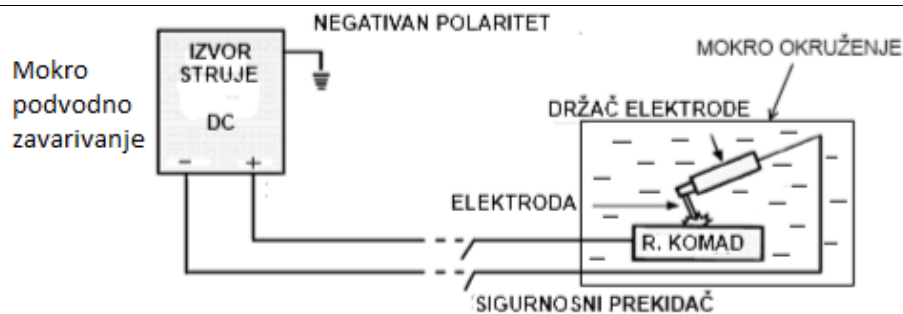 NEGATIVAN POLARITET
IZVOR
STRUJE
DC
- +
Mokro
podvodno
zavarivanje
MOKRO OKRUŽENJE
DRŽAČ ELEKTRODE
ELEKTRODA
R. KOMAD
SIGURNOSNI PREKIDAČ